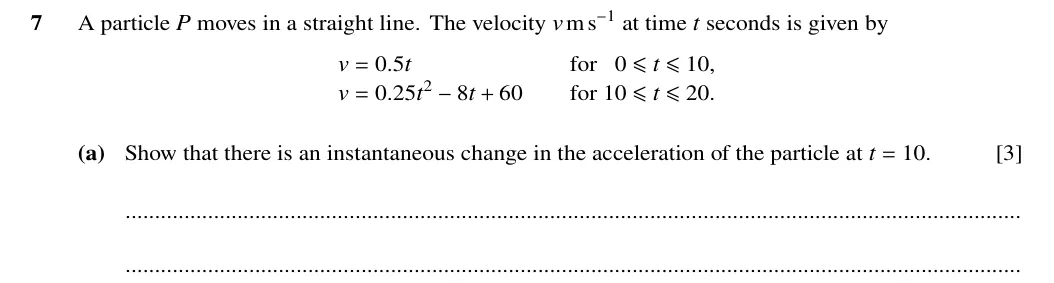 7 A particle P moves in a straight line. The velocity v m s⁻¹ at time t seconds is given by
v = 0.5t for 0 ⩽ t ⩽ 10,
v = 0.25t² − 8t + 60 for 10 ⩽ t ⩽ 20.
(a) Show that there is an instantaneous change in the acceleration of the particle at t = 10. [3]